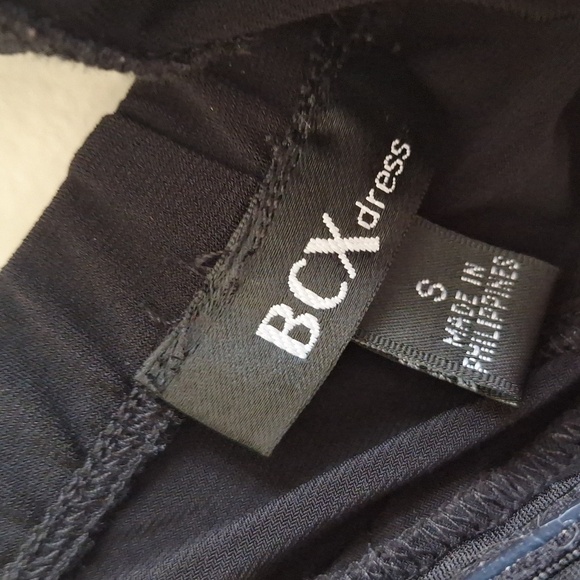 BCX dress
S
MADE IN
PHILIPPINES